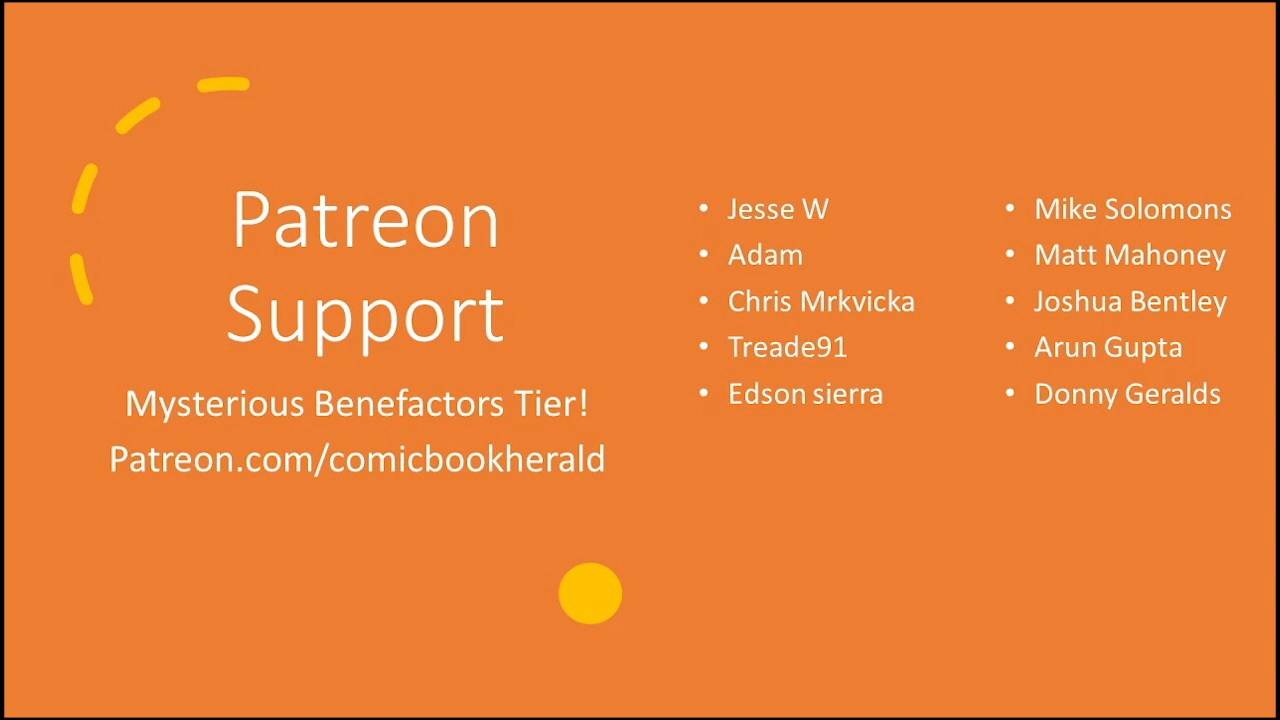 Patreon
Support
Mysterious Benefactors Tier!
Patreon.com/comicbookherald
• Jesse W
• Adam
• Chris Mrkvicka
• Treade91
• Edson sierra
• Mike Solomons
• Matt Mahoney
• Joshua Bentley
• Arun Gupta
• Donny Geralds